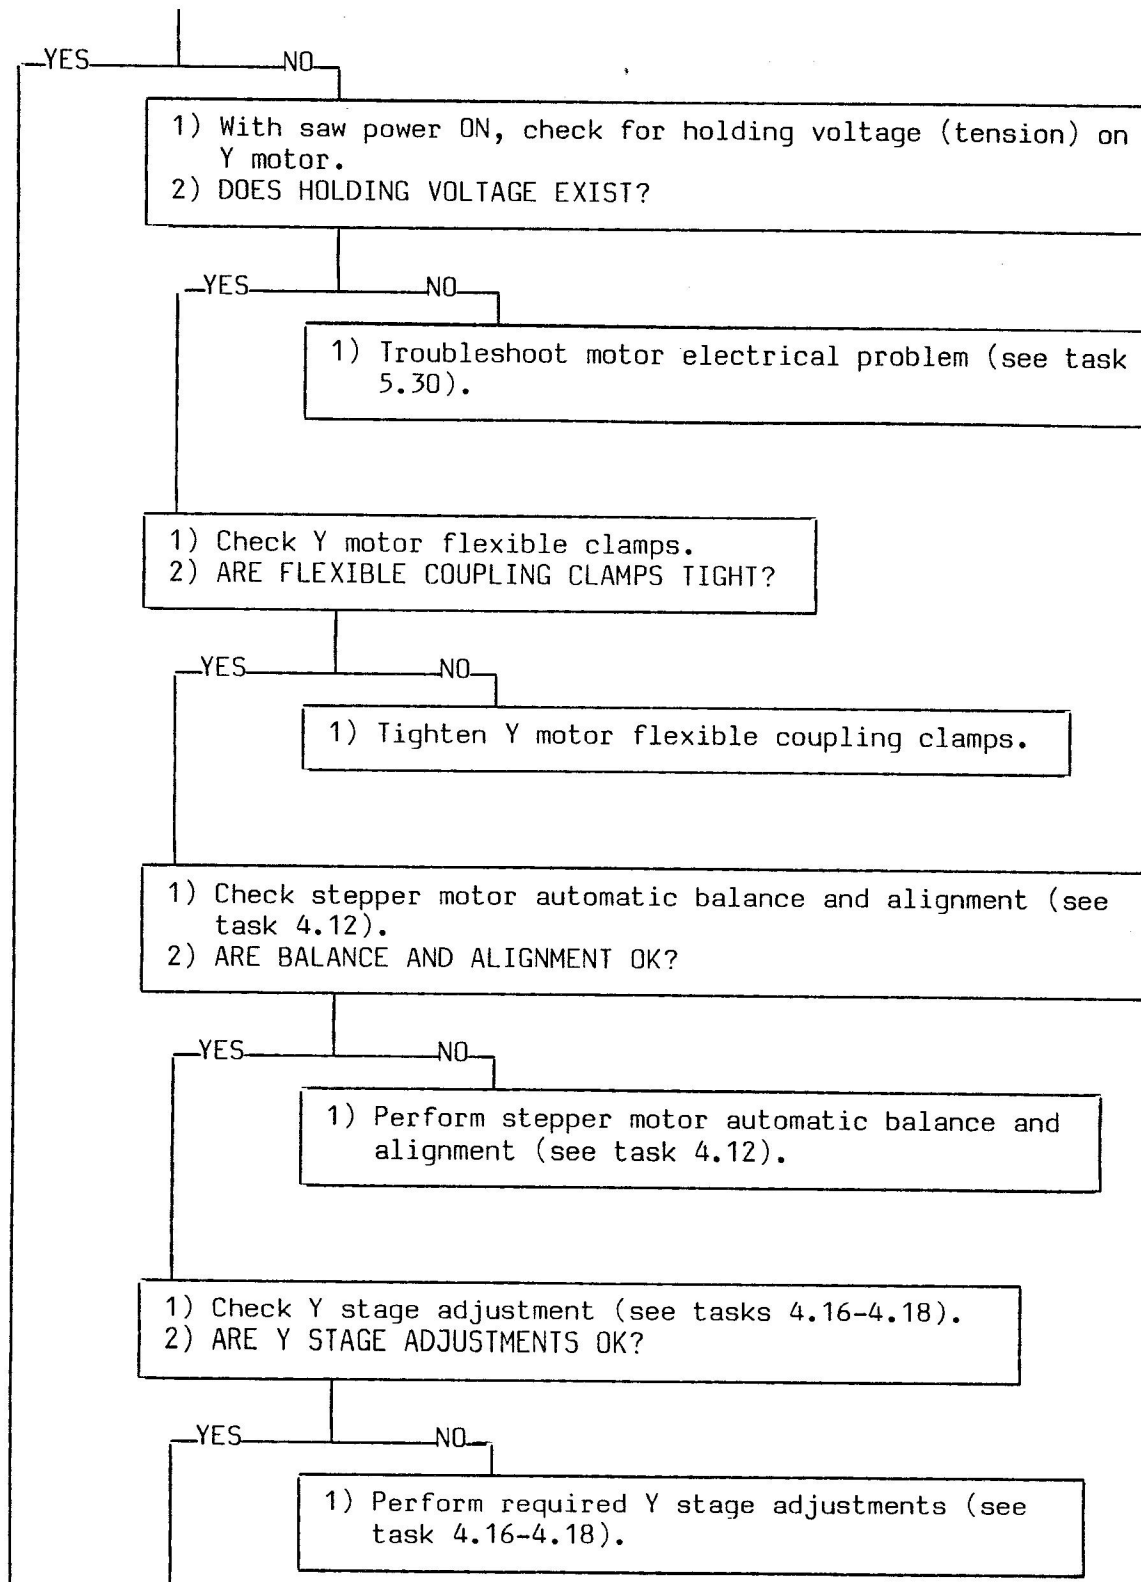 YES NO
1) With saw power ON, check for holding voltage (tension) on
Y motor.
2) DOES HOLDING VOLTAGE EXIST?
YES NO
1) Troubleshoot motor electrical problem (see task
5.30).
1) Check Y motor flexible clamps.
2) ARE FLEXIBLE COUPLING CLAMPS TIGHT?
YES NO
1) Tighten Y motor flexible coupling clamps.
1) Check stepper motor automatic balance and alignment (see
task 4.12).
2) ARE BALANCE AND ALIGNMENT OK?
YES NO
1) Perform stepper motor automatic balance and
alignment (see task 4.12).
1) Check Y stage adjustment (see tasks 4.16-4.18).
2) ARE Y STAGE ADJUSTMENTS OK?
YES NO
1) Perform required Y stage adjustments (see
task 4.16-4.18).